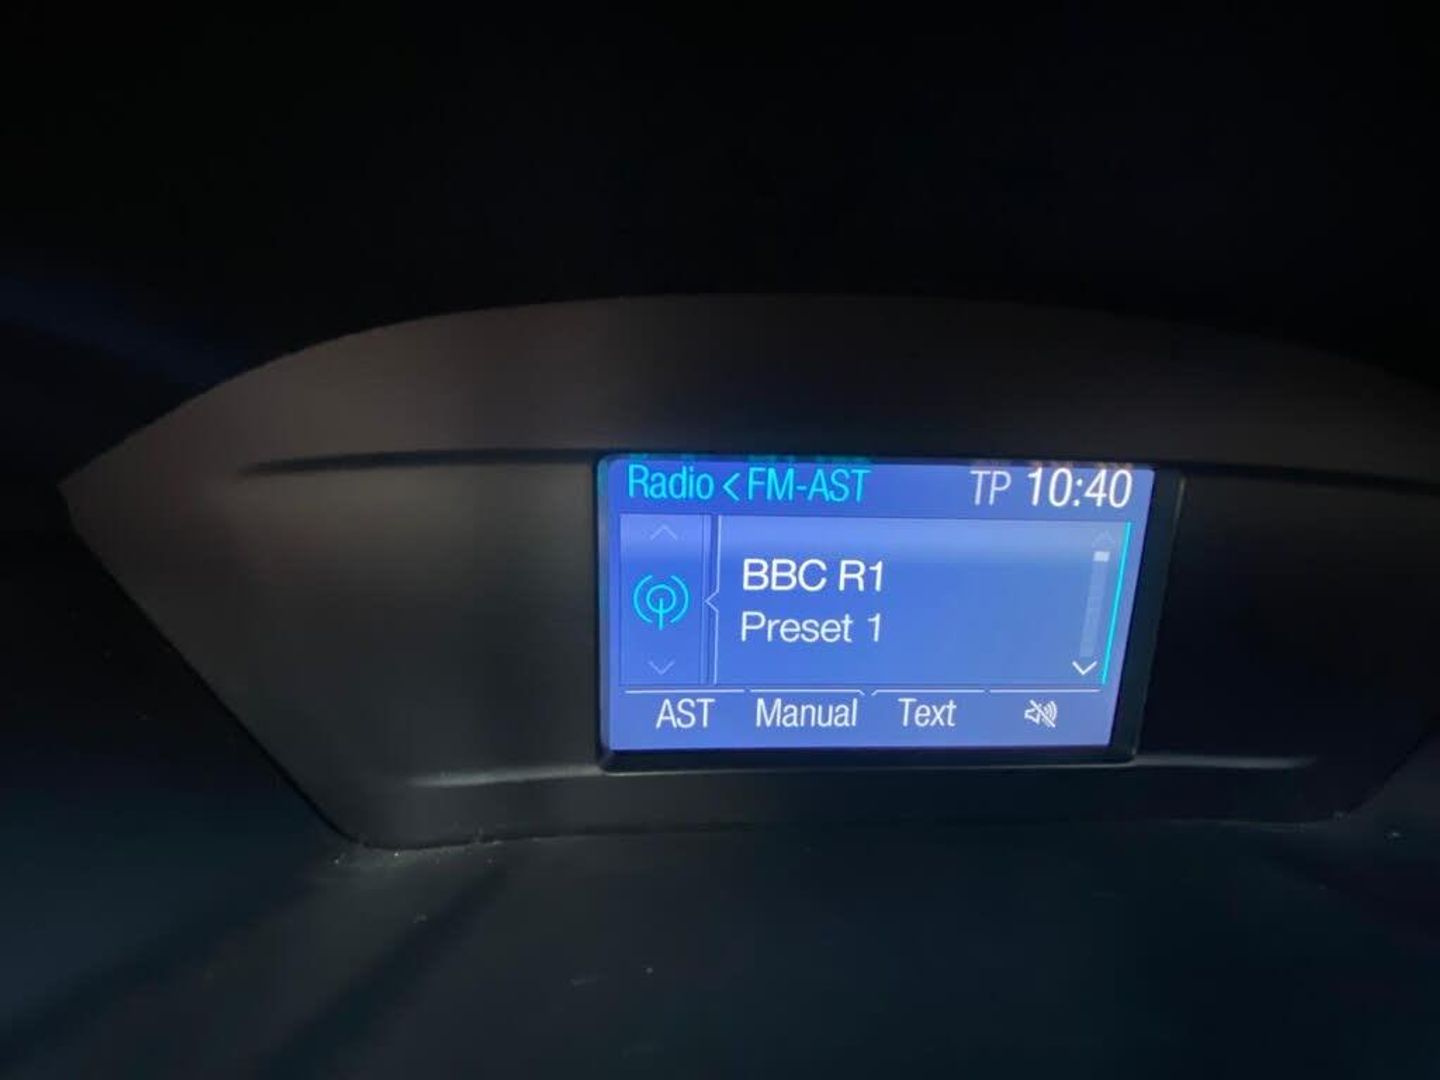 Radio < FM-AST TP 10:40
BBC R1
Preset 1
AST Manual Text